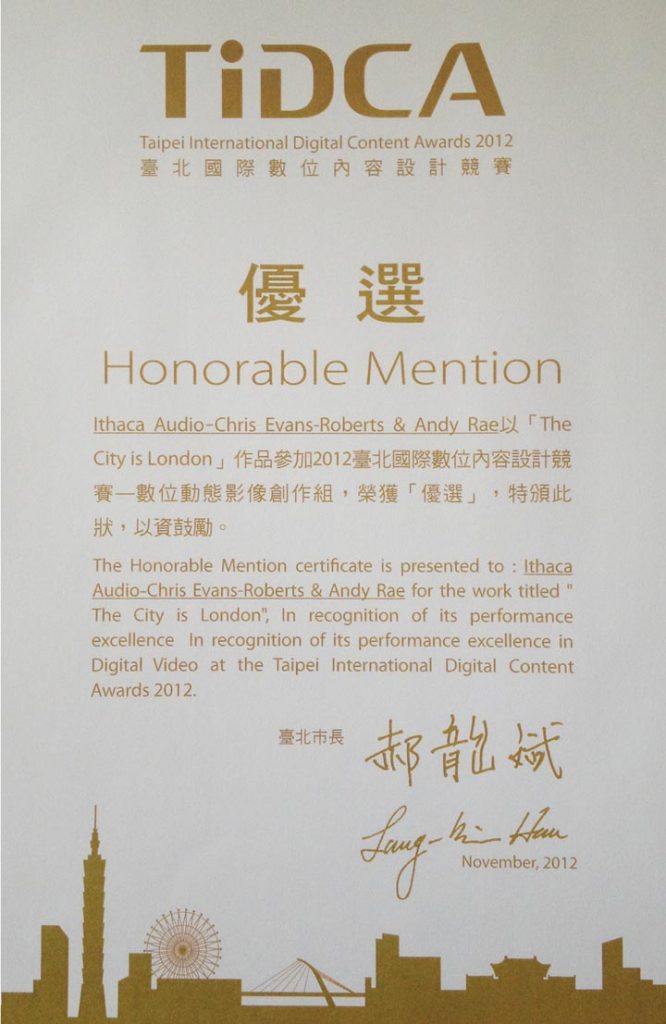 TiDCA
Taipei International Digital Content Awards 2012
臺北國際數位內容設計競賽
優選
Honorable Mention
Ithaca Audio-Chris Evans-Roberts & Andy Rae以「The
City is London」作品參加2012臺北國際數位內容設計競
賽—數位動態影像創作組，榮獲「優選」，特頒此
狀，以資鼓勵。
The Honorable Mention certificate is presented to : Ithaca
Audio-Chris Evans-Roberts & Andy Rae for the work titled "
The City is London", In recognition of its performance
excellence In recognition of its performance excellence in
Digital Video at the Taipei International Digital Content
Awards 2012.
臺北市長 郝龍斌
Lung-Bin Hau
November, 2012